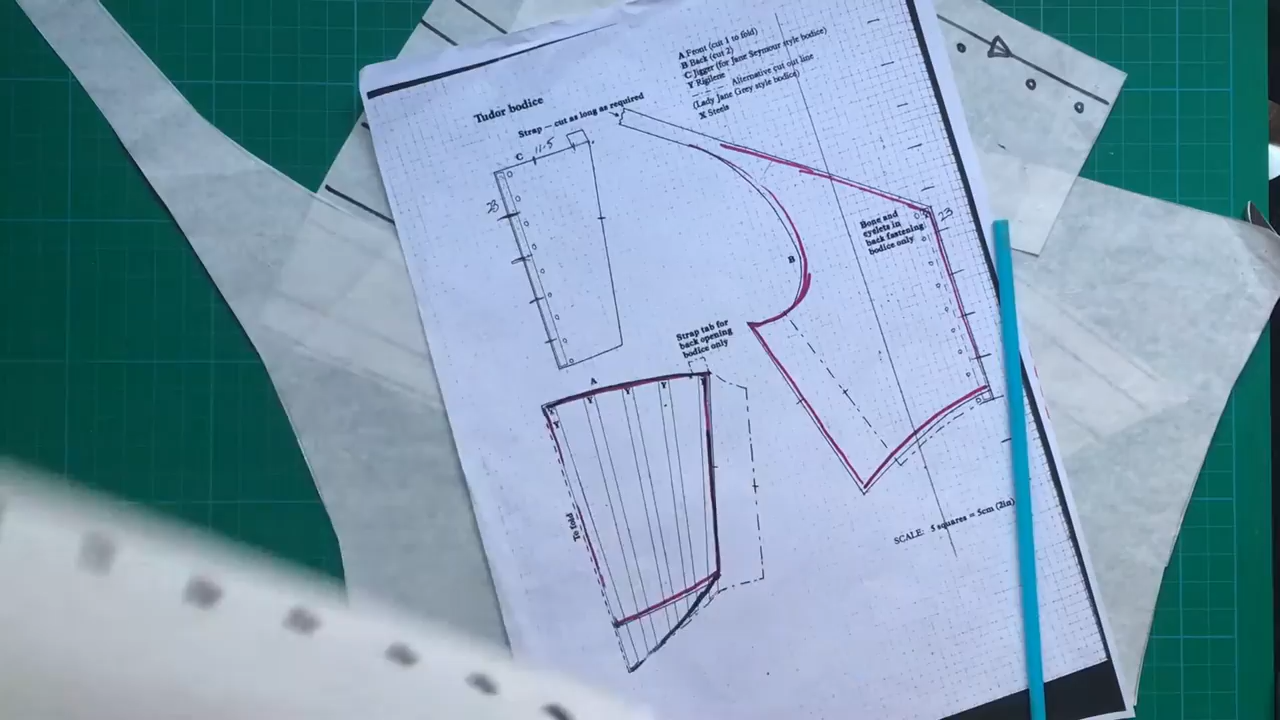 A Front (cut 1 to fold)
B Back (cut 2)
C Jigger (for Jane Seymour style bodice)
Y Rigilene
Alternative cut out line
(Lady Jane Grey style bodice)
X Steels
Tudor bodice
Strap — cut as long as required
C
11.5
23
23
Bone and
eyelets in
back fastening
bodice only
B
Strap tab for
back opening
bodice only
A
Y
Y
Y
Y
To fold
SCALE: 5 squares = 5cm (2in)